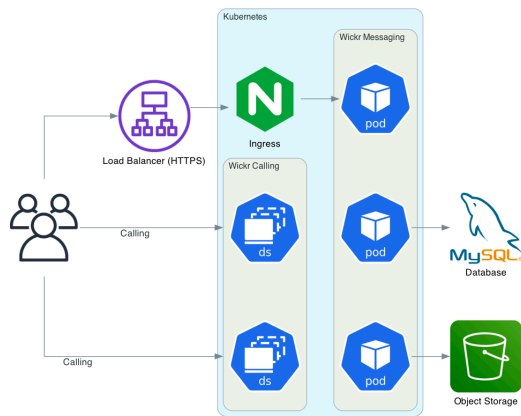 Kubernetes
Wickr Messaging
pod
Load Balancer (HTTPS)
Ingress
Wickr Calling
Calling
ds
pod
MySQL
Database
Calling
ds
pod
Object Storage